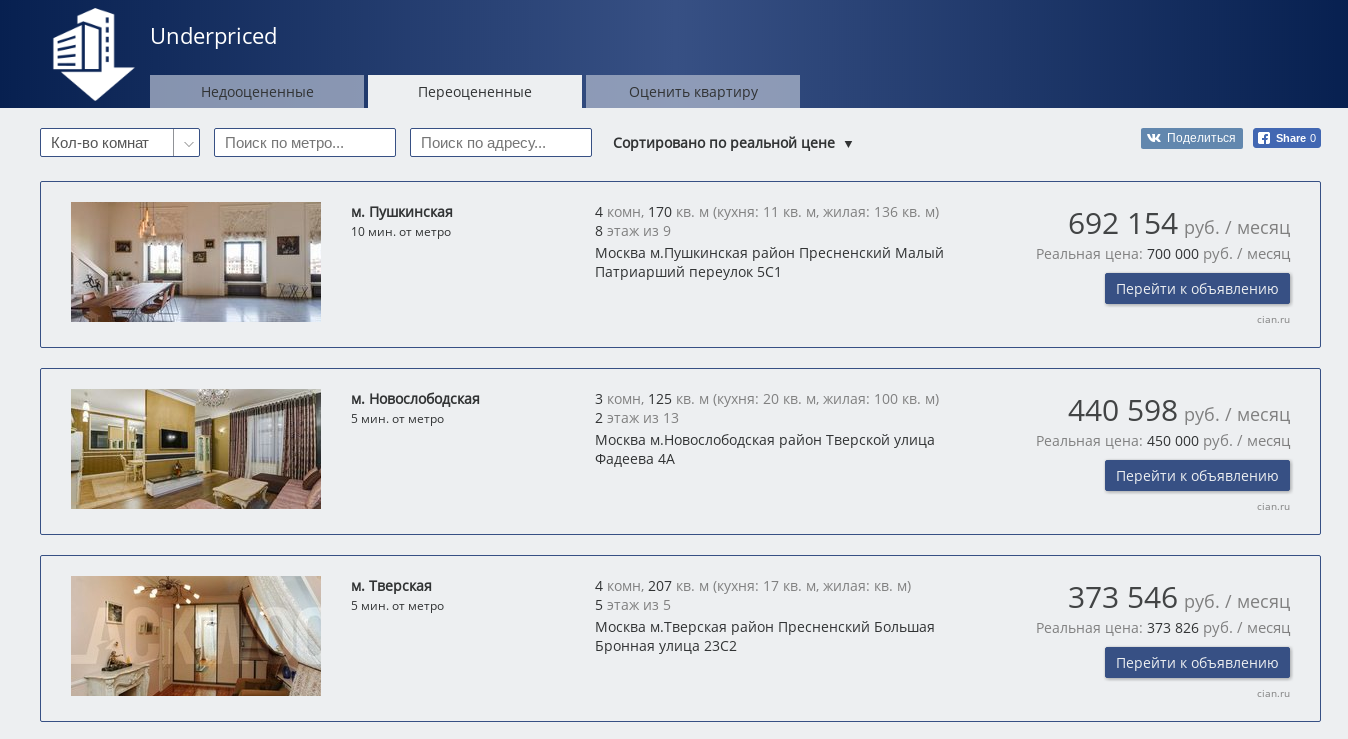 Underpriced
Недооцененные
Переоцененные
Оценить квартиру
Кол-во комнат
Поиск по метро...
Поиск по адресу...
Сортировано по реальной цене ▼
Поделиться
Share 0
м. Пушкинская
10 мин. от метро
4 комн, 170 кв. м (кухня: 11 кв. м, жилая: 136 кв. м)
8 этаж из 9
Москва м.Пушкинская район Пресненский Малый
Патриарший переулок 5С1
692 154 руб. / месяц
Реальная цена: 700 000 руб. / месяц
Перейти к объявлению
cian.ru
м. Новослободская
5 мин. от метро
3 комн, 125 кв. м (кухня: 20 кв. м, жилая: 100 кв. м)
2 этаж из 13
Москва м.Новослободская район Тверской улица
Фадеева 4А
440 598 руб. / месяц
Реальная цена: 450 000 руб. / месяц
Перейти к объявлению
cian.ru
м. Тверская
5 мин. от метро
4 комн, 207 кв. м (кухня: 17 кв. м, жилая: кв. м)
5 этаж из 5
Москва м.Тверская район Пресненский Большая
Бронная улица 23С2
373 546 руб. / месяц
Реальная цена: 373 826 руб. / месяц
Перейти к объявлению
cian.ru